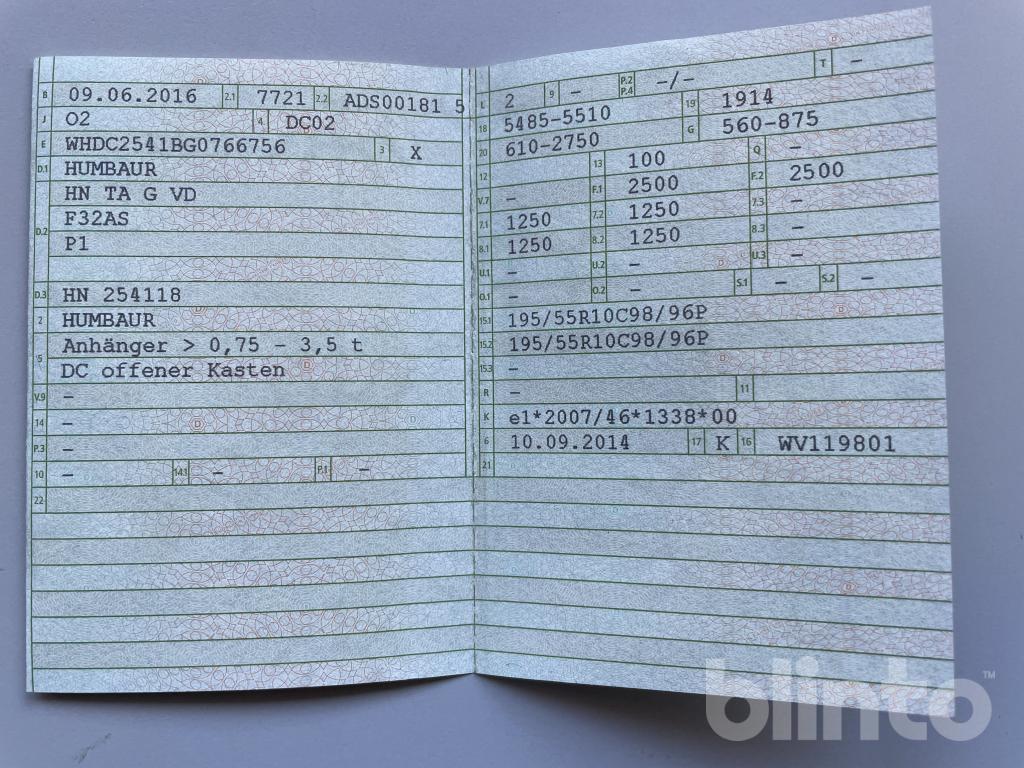 B 09.06.2016 2.1 7721 2.2 ADS00181 5
J O2 4 DC02
E WHDC2541BG0766756 3 X
D.1 HUMBAUR
HN TA G VD
D.2 F32AS
P1
D.3 HN 254118
2 HUMBAUR
5 Anhänger > 0,75 - 3,5 t
DC offener Kasten
V.9 -
14 -
P.3 -
10 - 14.1 - P.1 -
22
L 2 9 - P.2 P.4 -/- T -
18 5485-5510 19 1914
20 610-2750 G 560-875
12 - 13 100 Q -
V.7 - F.1 2500 F.2 2500
7.1 1250 7.2 1250 7.3 -
8.1 1250 8.2 1250 8.3 -
U.1 - U.2 - U.3 -
O.1 - O.2 - S.1 - S.2 -
15.1 195/55R10C98/96P
15.2 195/55R10C98/96P
15.3 -
R - 11
K e1*2007/46*1338*00
6 10.09.2014 17 K 16 WV119801
21
blinto™